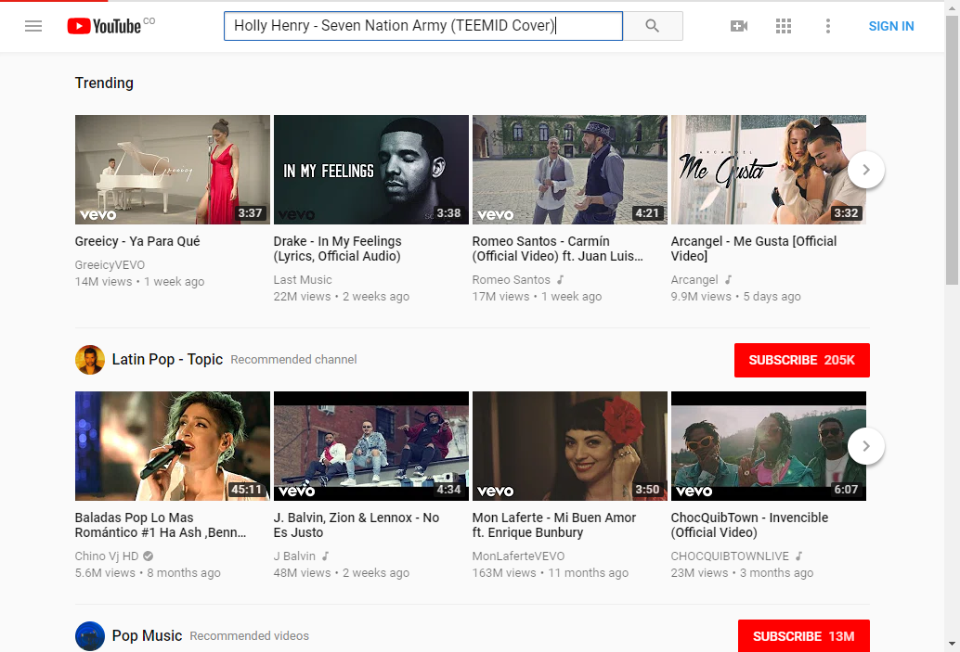 YouTube CO
Holly Henry - Seven Nation Army (TEEMID Cover)
SIGN IN
Trending
Greeicy
vevo
3:37
IN MY FEELINGS
vevo
3:38
vevo
4:21
ARCANGEL
Me Gusta
3:32
Greeicy - Ya Para Qué
GreeicyVEVO
14M views • 1 week ago
Drake - In My Feelings
(Lyrics, Official Audio)
Last Music
22M views • 2 weeks ago
Romeo Santos - Carmín
(Official Video) ft. Juan Luis...
Romeo Santos
17M views • 1 week ago
Arcangel - Me Gusta [Official
Video]
Arcangel
9.9M views • 5 days ago
Latin Pop - Topic Recommended channel
SUBSCRIBE 205K
45:11
vevo
4:34
vevo
3:50
vevo
6:07
Baladas Pop Lo Mas
Romántico #1 Ha Ash ,Benn...
Chino Vj HD
5.6M views • 8 months ago
J. Balvin, Zion & Lennox - No
Es Justo
J Balvin
48M views • 2 weeks ago
Mon Laferte - Mi Buen Amor
ft. Enrique Bunbury
MonLaferteVEVO
163M views • 11 months ago
ChocQuibTown - Invencible
(Official Video)
CHOCQUIBTOWNLIVE
23M views • 3 months ago
Pop Music Recommended videos
SUBSCRIBE 13M